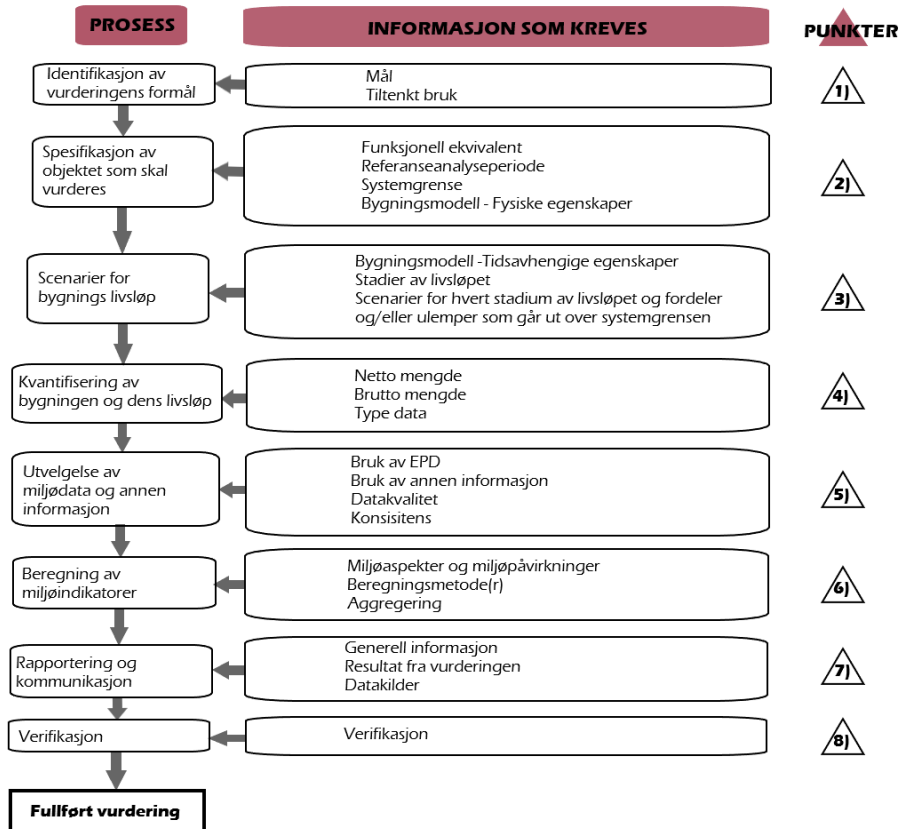 PROSESS
INFORMASJON SOM KREVES
PUNKTER
Identifikasjon av
vurderingens formål
Mål
Tiltenkt bruk
1)
Spesifikasjon av
objektet som skal
vurderes
Funksjonell ekvivalent
Referanseanalyseperiode
Systemgrense
Bygningsmodell - Fysiske egenskaper
2)
Scenarier for
bygnings livsløp
Bygningsmodell -Tidsavhengige egenskaper
Stadier av livsløpet
Scenarier for hvert stadium av livsløpet og fordeler
og/eller ulemper som går ut over systemgrensen
3)
Kvantifisering av
bygningen og dens livsløp
Netto mengde
Brutto mengde
Type data
4)
Utvelgelse av
miljødata og annen
informasjon
Bruk av EPD
Bruk av annen informasjon
Datakvalitet
Konsisitens
5)
Beregning av
miljøindikatorer
Miljøaspekter og miljøpåvirkninger
Beregningsmetode(r)
Aggregering
6)
Rapportering og
kommunikasjon
Generell informasjon
Resultat fra vurderingen
Datakilder
7)
Verifikasjon
Verifikasjon
8)
Fullført vurdering